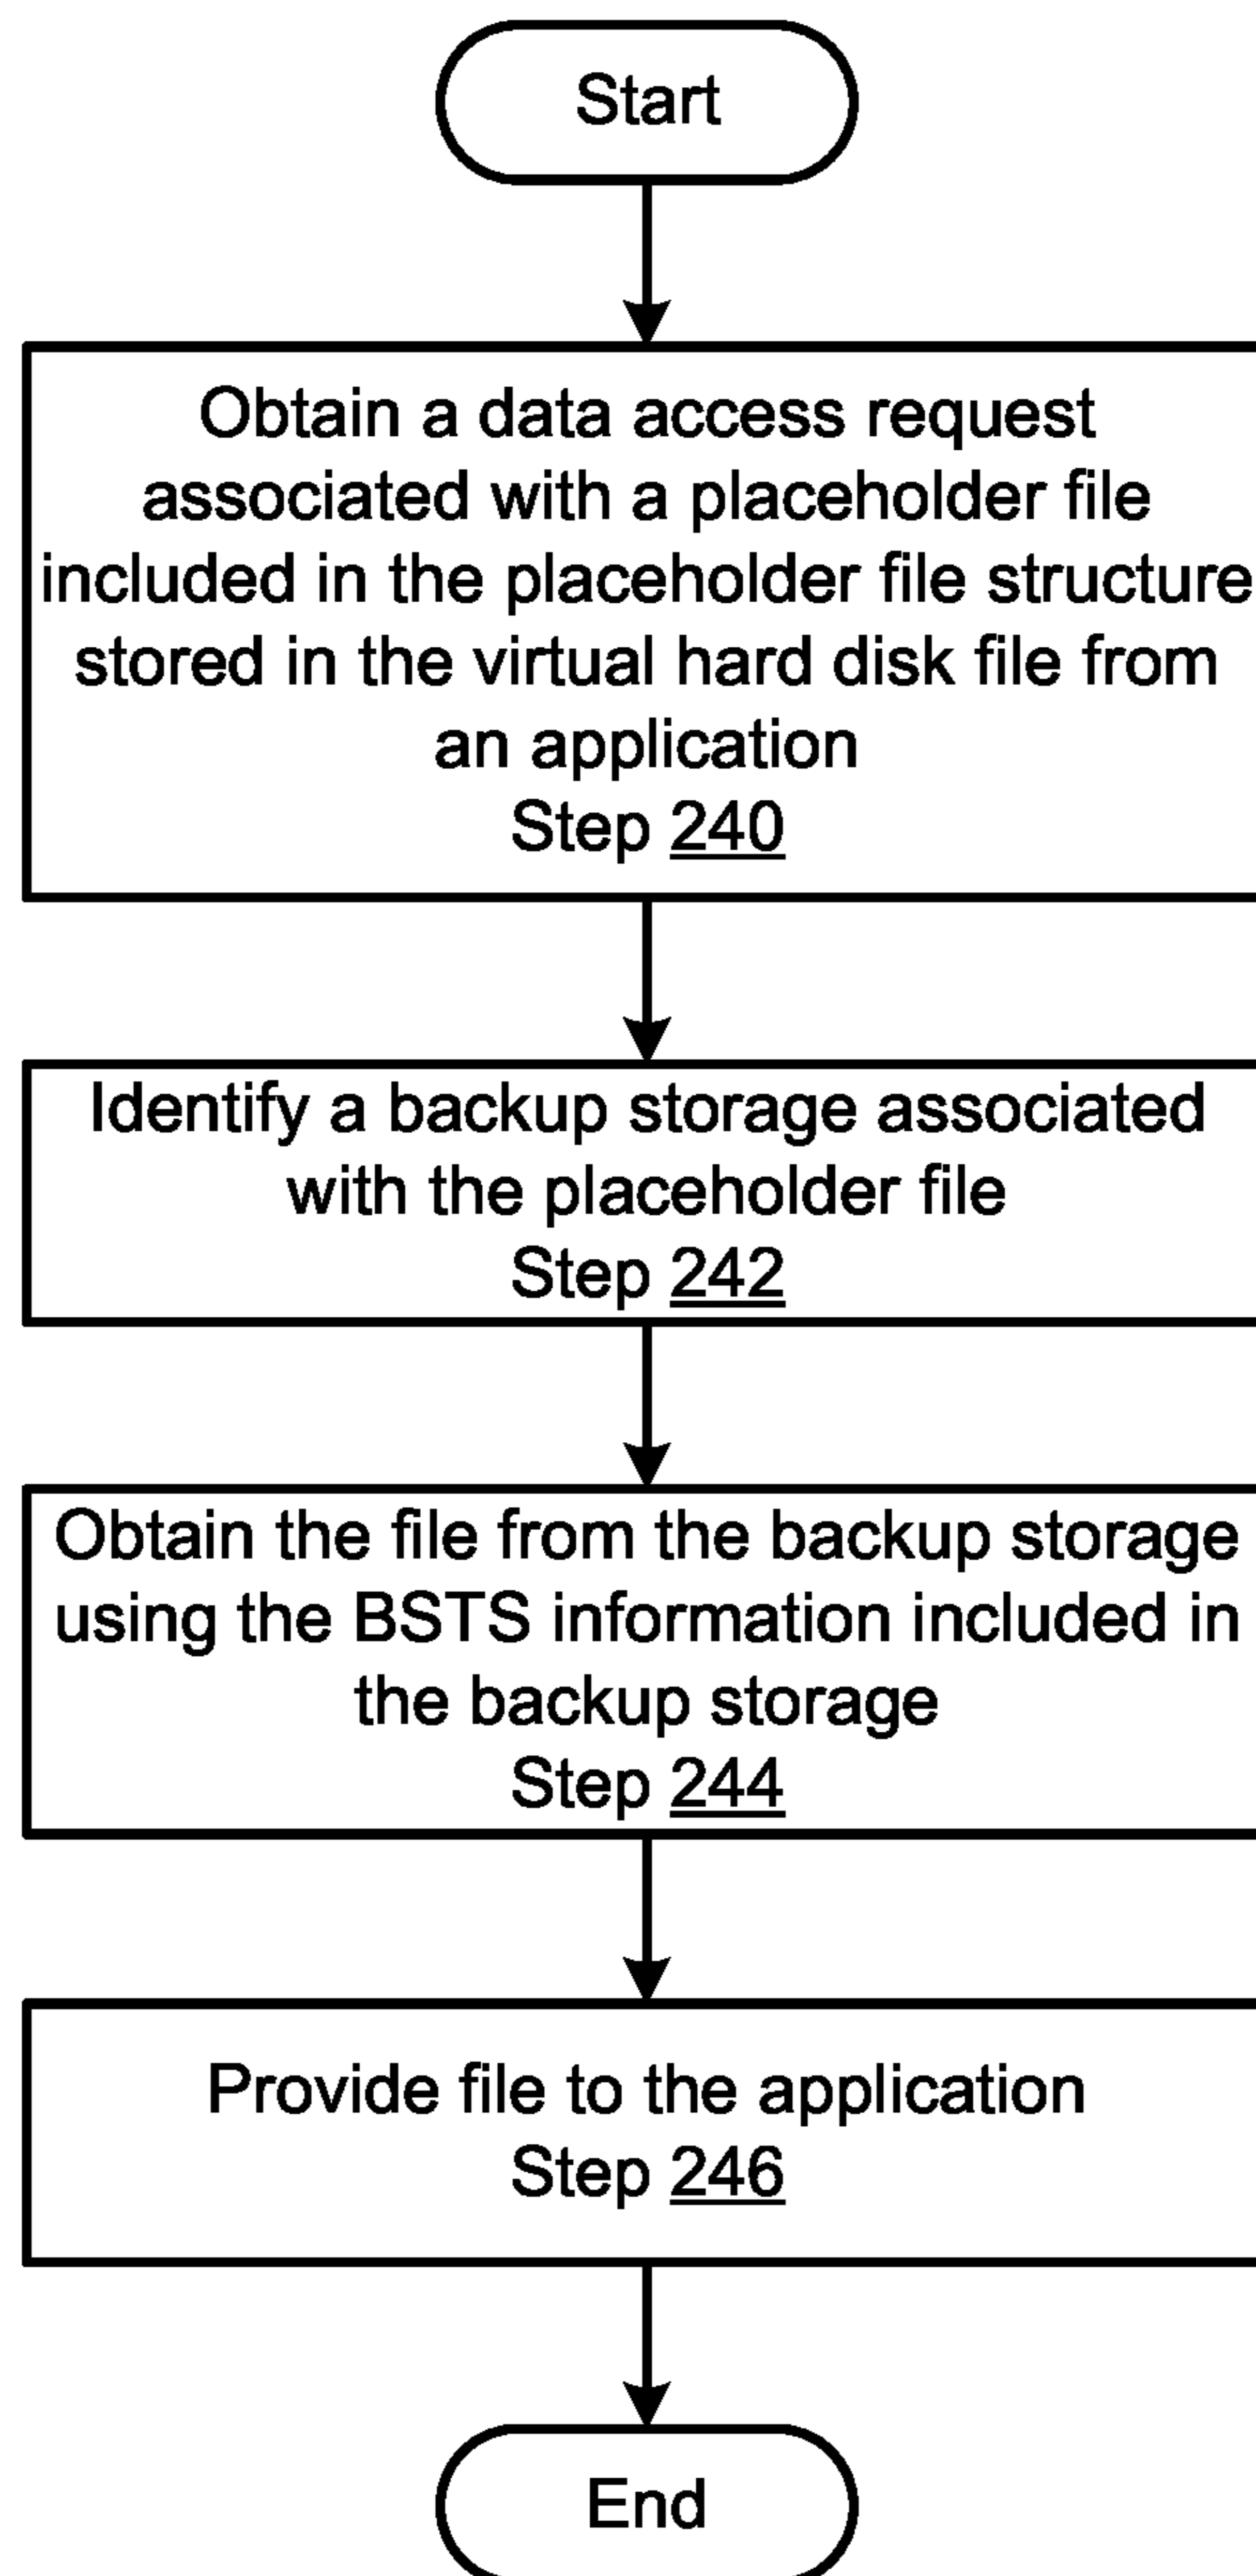 Start
Obtain a data access request
associated with a placeholder file
included in the placeholder file structure
stored in the virtual hard disk file from
an application
Step 240
Identify a backup storage associated
with the placeholder file
Step 242
Obtain the file from the backup storage
using the BSTS information included in
the backup storage
Step 244
Provide file to the application
Step 246
End